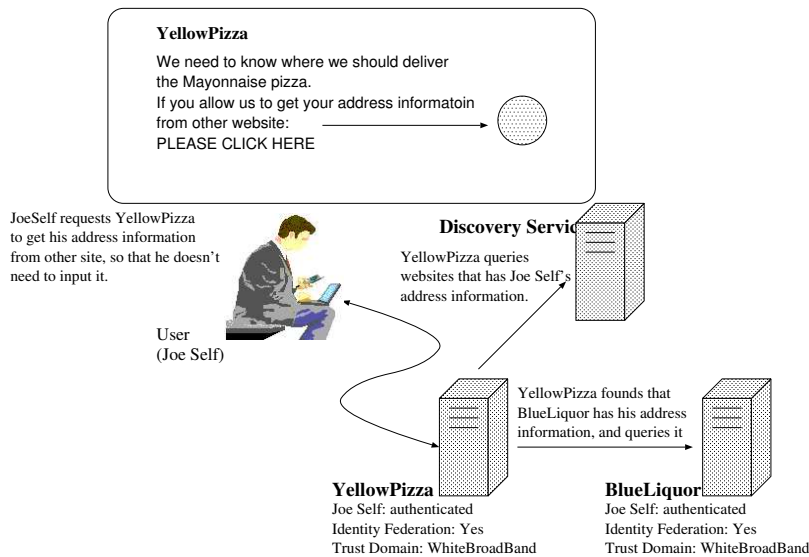 YellowPizza
We need to know where we should deliver
the Mayonnaise pizza.
If you allow us to get your address informatoin
from other website:
PLEASE CLICK HERE
JoeSelf requests YellowPizza
to get his address information
from other site, so that he doesn't
need to input it.
User
(Joe Self)
Discovery Servic
YellowPizza queries
websites that has Joe Self's
address information.
YellowPizza founds that
BlueLiquor has his address
information, and queries it
YellowPizza
Joe Self: authenticated
Identity Federation: Yes
Trust Domain: WhiteBroadBand
BlueLiquor
Joe Self: authenticated
Identity Federation: Yes
Trust Domain: WhiteBroadBand